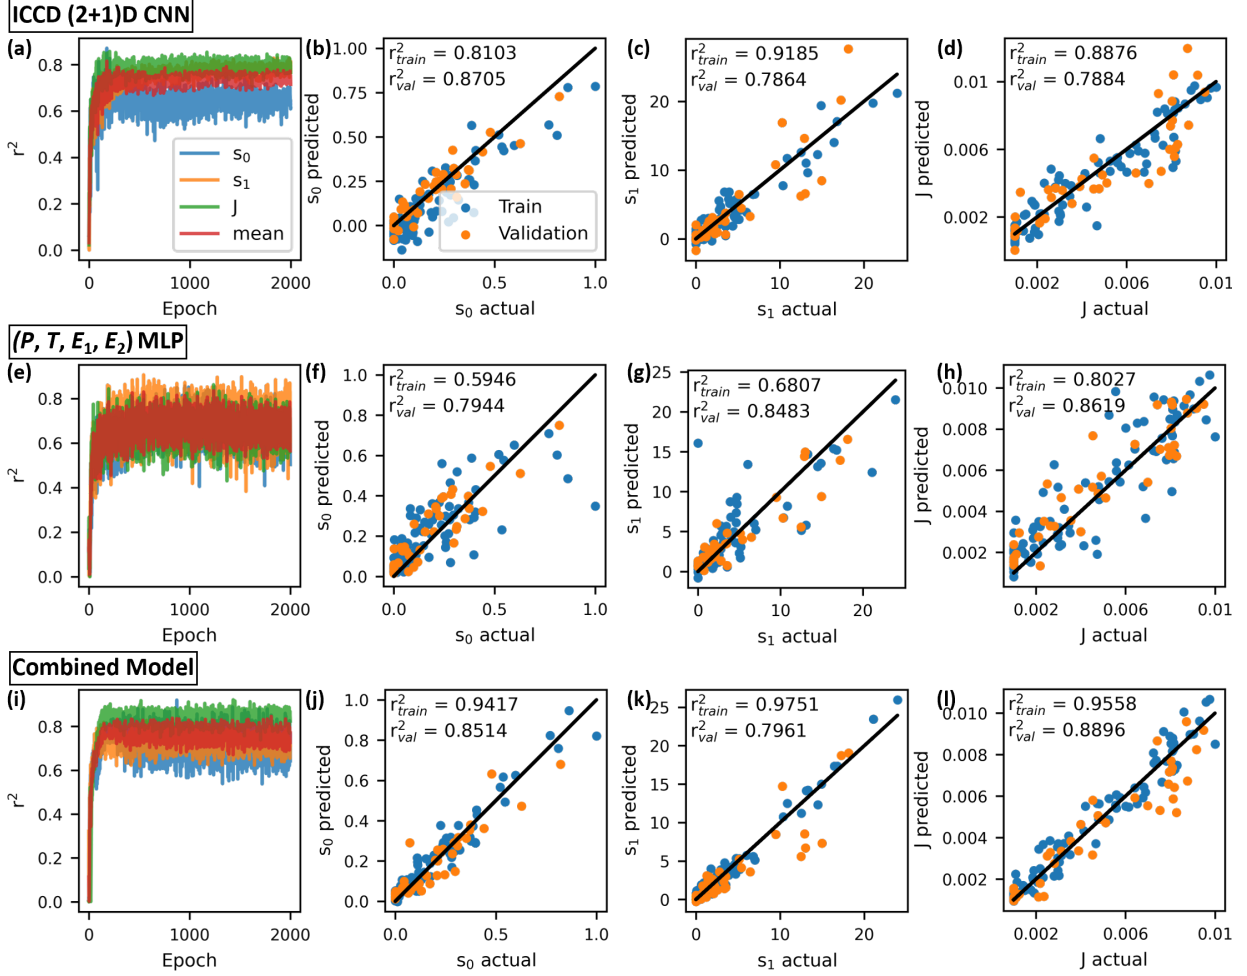 ICCD (2+1)D CNN
(a)
0.8
0.6
0.4
0.2
0.0
r²
0
1000
2000
Epoch
s₀
s₁
J
mean
(b)
1.00
0.75
0.50
0.25
0.00
s₀ predicted
r²train = 0.8103
r²val = 0.8705
Train
Validation
0.0
0.5
1.0
s₀ actual
(c)
20
10
0
s₁ predicted
r²train = 0.9185
r²val = 0.7864
0
10
20
s₁ actual
(d)
0.010
0.006
0.002
J predicted
r²train = 0.8876
r²val = 0.7884
0.002
0.006
0.01
J actual
(P, T, E₁, E₂) MLP
(e)
0.8
0.6
0.4
0.2
0.0
r²
0
1000
2000
Epoch
(f)
1.0
0.8
0.6
0.4
0.2
0.0
s₀ predicted
r²train = 0.5946
r²val = 0.7944
0.0
0.5
1.0
s₀ actual
(g)
25
20
15
10
5
0
s₁ predicted
r²train = 0.6807
r²val = 0.8483
0
10
20
s₁ actual
(h)
0.010
0.008
0.006
0.004
0.002
J predicted
r²train = 0.8027
r²val = 0.8619
0.002
0.006
0.01
J actual
Combined Model
(i)
0.8
0.6
0.4
0.2
0.0
r²
0
1000
2000
Epoch
(j)
1.0
0.8
0.6
0.4
0.2
0.0
s₀ predicted
r²train = 0.9417
r²val = 0.8514
0.0
0.5
1.0
s₀ actual
(k)
25
20
15
10
5
0
s₁ predicted
r²train = 0.9751
r²val = 0.7961
0
10
20
s₁ actual
(l)
0.010
0.008
0.006
0.004
0.002
J predicted
r²train = 0.9558
r²val = 0.8896
0.002
0.006
0.01
J actual